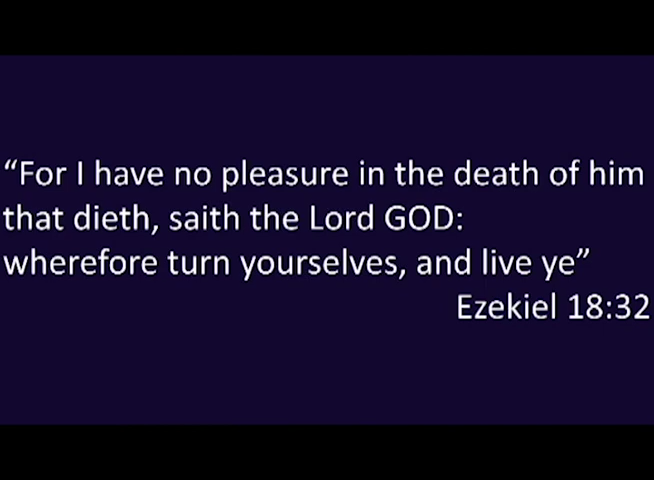 “For I have no pleasure in the death of him
that dieth, saith the Lord GOD:
wherefore turn yourselves, and live ye”
Ezekiel 18:32